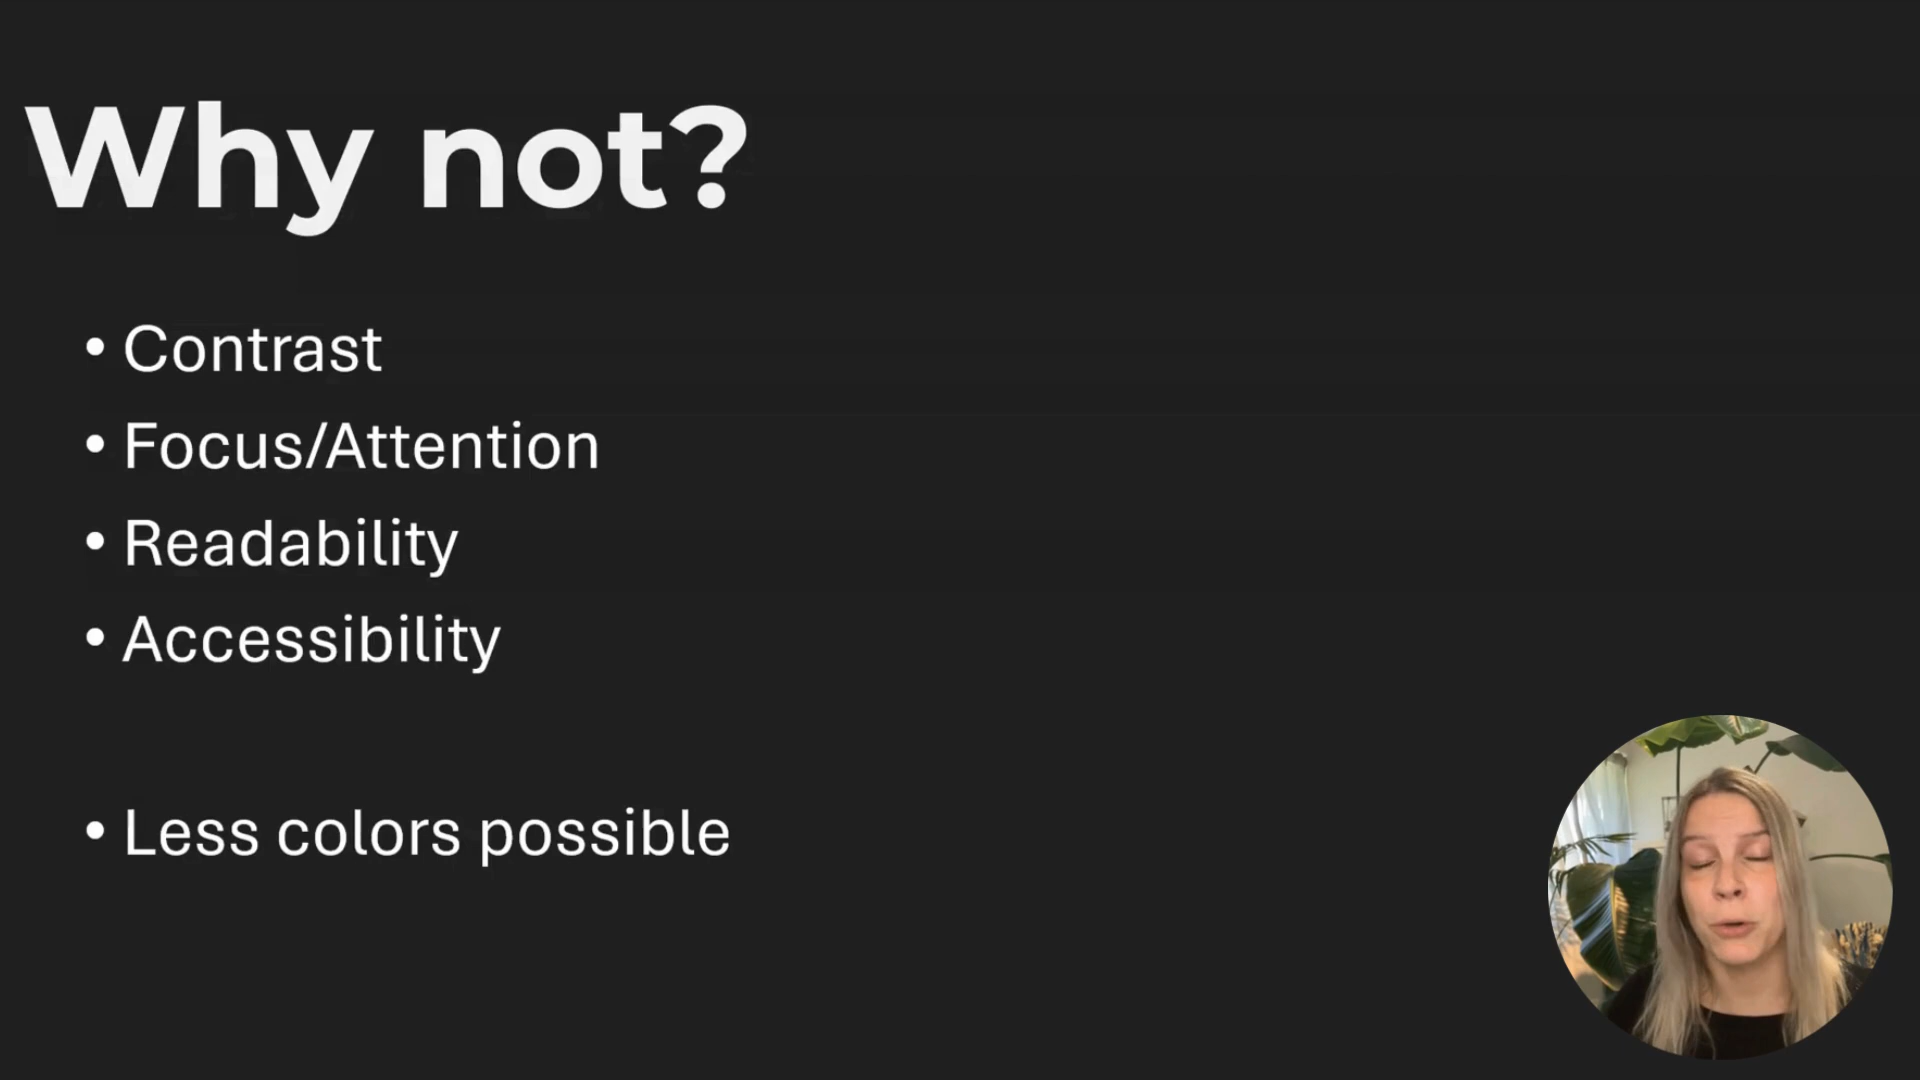 Why not?
• Contrast
• Focus/Attention
• Readability
• Accessibility
• Less colors possible